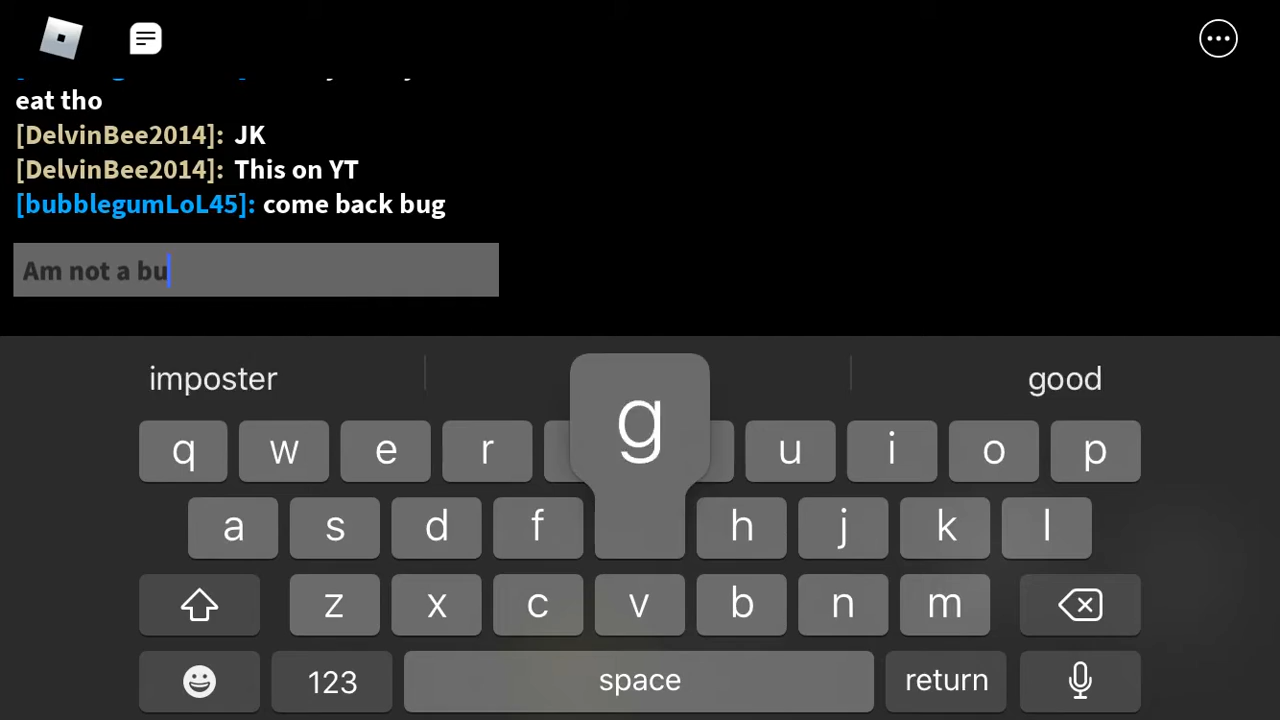 eat tho
[DelvinBee2014]: JK
[DelvinBee2014]: This on YT
[bubblegumLoL45]: come back bug
Am not a bu
imposter good
g
q w e r u i o p
a s d f h j k l
z x c v b n m
123 space return